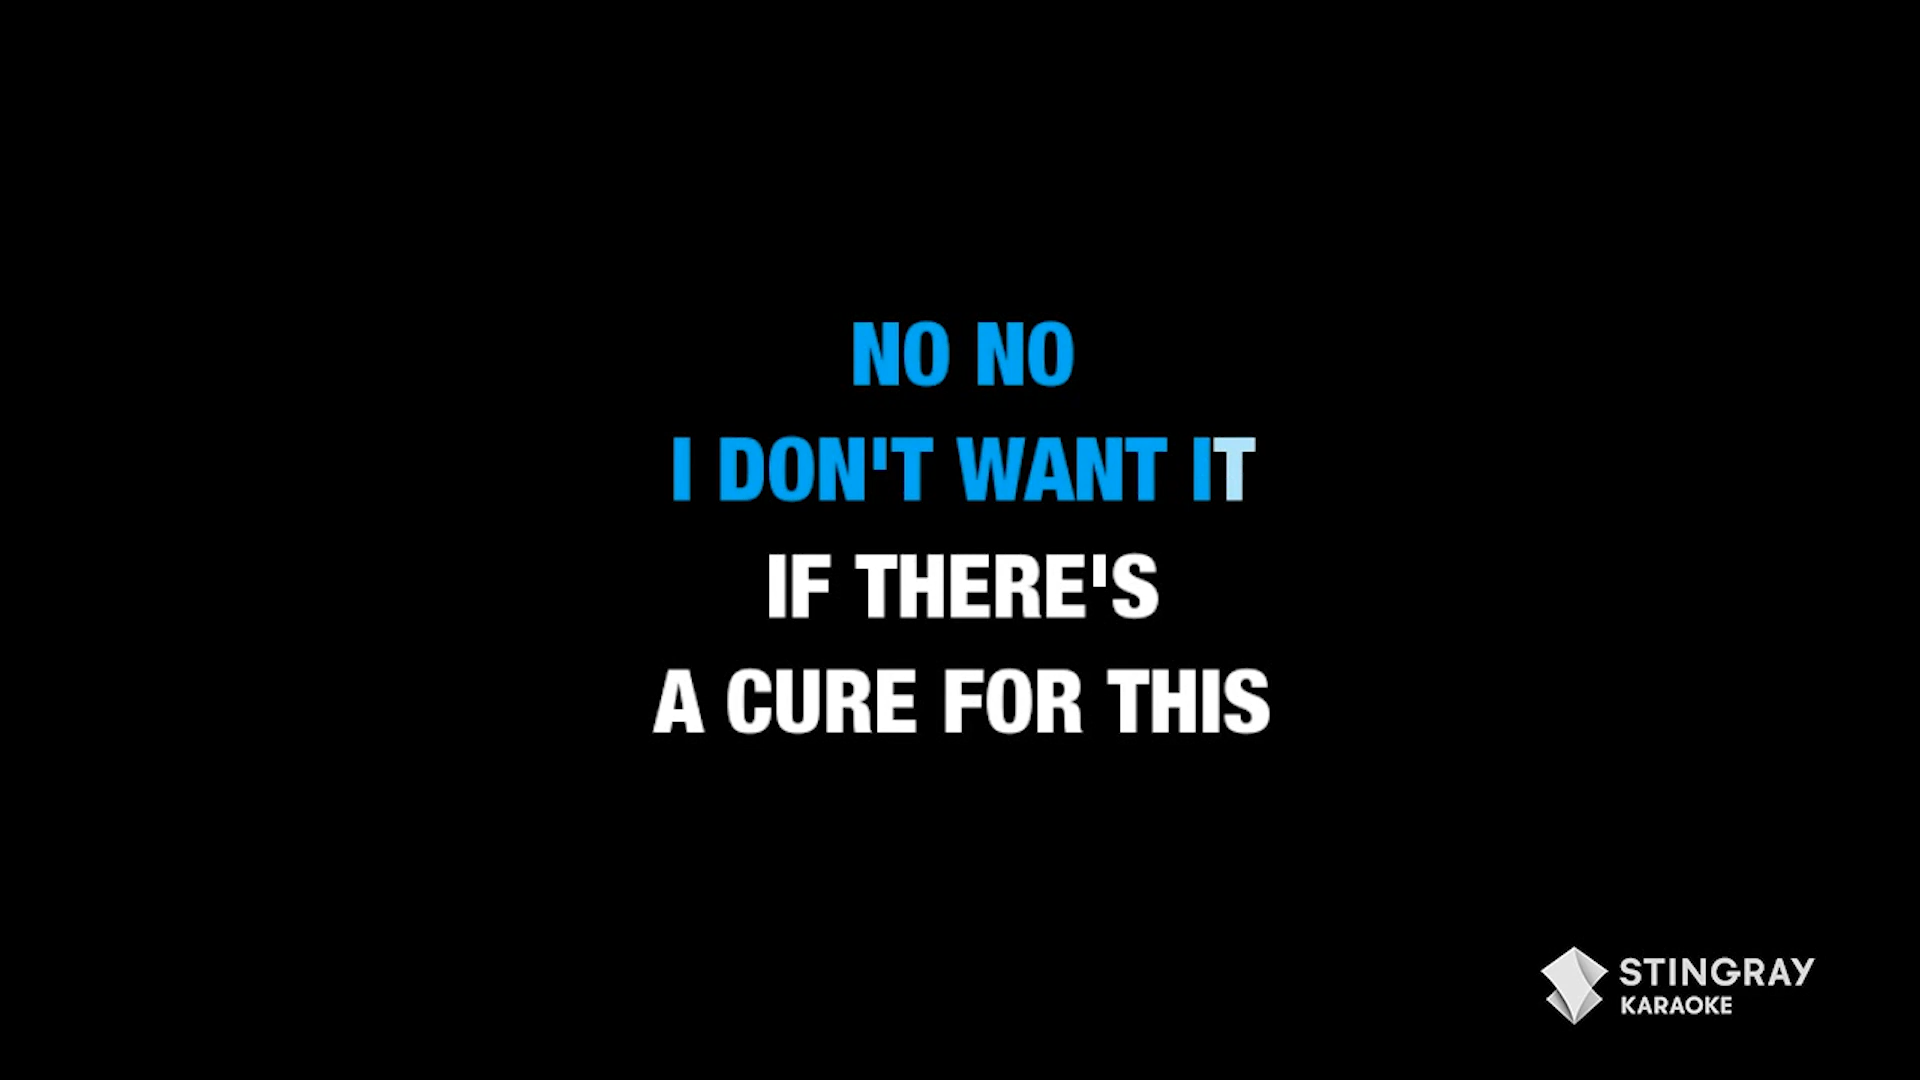 NO NO
I DON'T WANT IT
IF THERE'S
A CURE FOR THIS
STINGRAY
KARAOKE